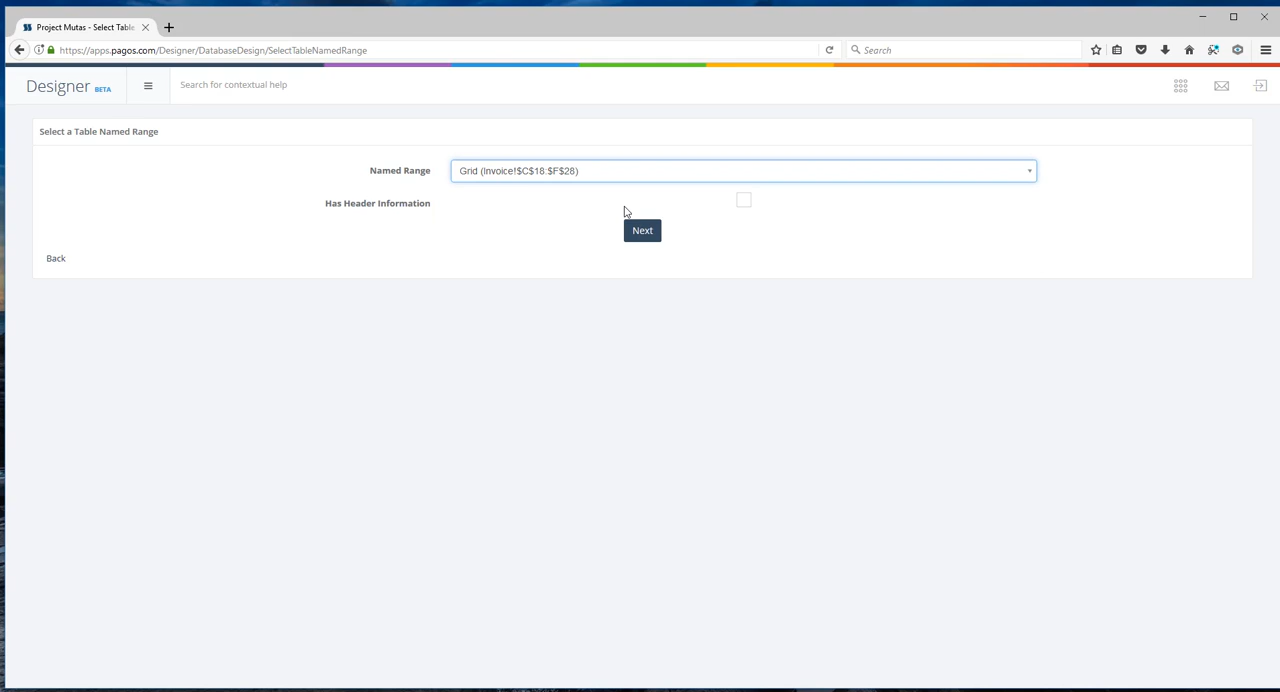 Project Mutas - Select Table
https://apps.pagos.com/Designer/DatabaseDesign/SelectTableNamedRange
Search
Designer BETA
Search for contextual help
Select a Table Named Range
Named Range
Grid (Invoice!$C$18:$F$28)
Has Header Information
Next
Back